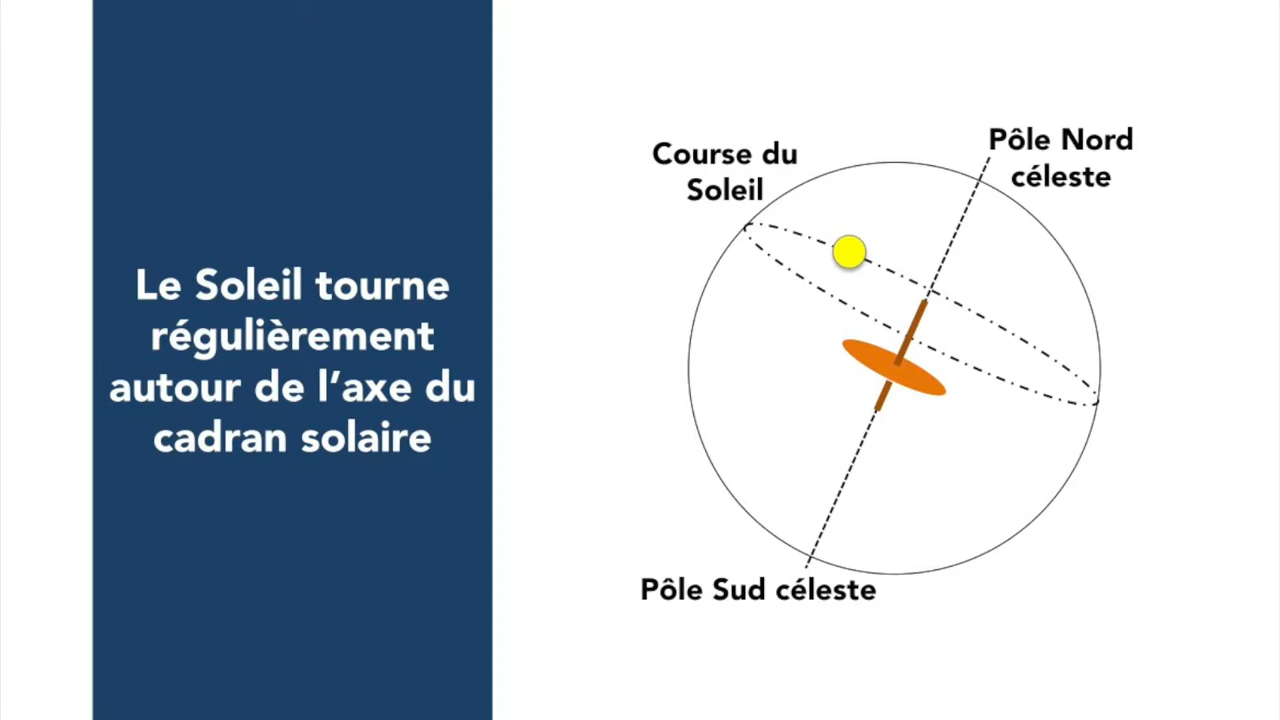 Le Soleil tourne
régulièrement
autour de l’axe du
cadran solaire
Course du
Soleil
Pôle Nord
céleste
Pôle Sud céleste